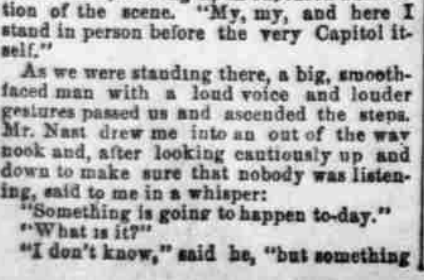 tion of the scene. "My, my, and here I
stand in person before the very Capitol it-
self."
As we were standing there, a big, smooth-
faced man with a loud voice and louder
gestures passed us and ascended the steps.
Mr. Nast drew me into an out of the way
nook and, after looking cautiously up and
down to make sure that nobody was listen-
ing, said to me in a whisper:
"Something is going to happen to-day."
"What is it?"
"I don't know," said he, "but something